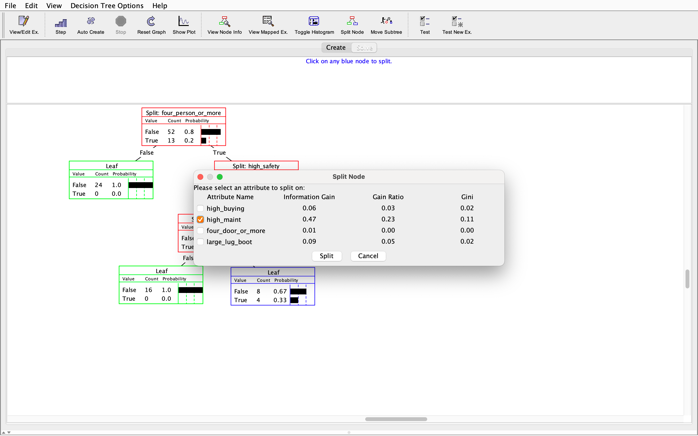 File Edit View Decision Tree Options Help
View/Edit Ex. Step Auto Create Stop Reset Graph Show Plot View Node Info View Mapped Ex. Toggle Histogram Split Node Move Subtree Test Test New Ex.
Create Solve
Click on any blue node to split.
Split: four_person_or_more
Value Count Probability
False 52 0.8
True 13 0.2
False True
Leaf
Value Count Probability
False 24 1.0
True 0 0.0
Split: high_safety
Split Node
Please select an attribute to split on:
Attribute Name Information Gain Gain Ratio Gini
high_buying 0.06 0.03 0.02
high_maint 0.47 0.23 0.11
four_door_or_more 0.01 0.00 0.00
large_lug_boot 0.09 0.05 0.02
Split Cancel
Leaf
Value Count Probability
False 16 1.0
True 0 0.0
Leaf
Value Count Probability
False 8 0.67
True 4 0.33